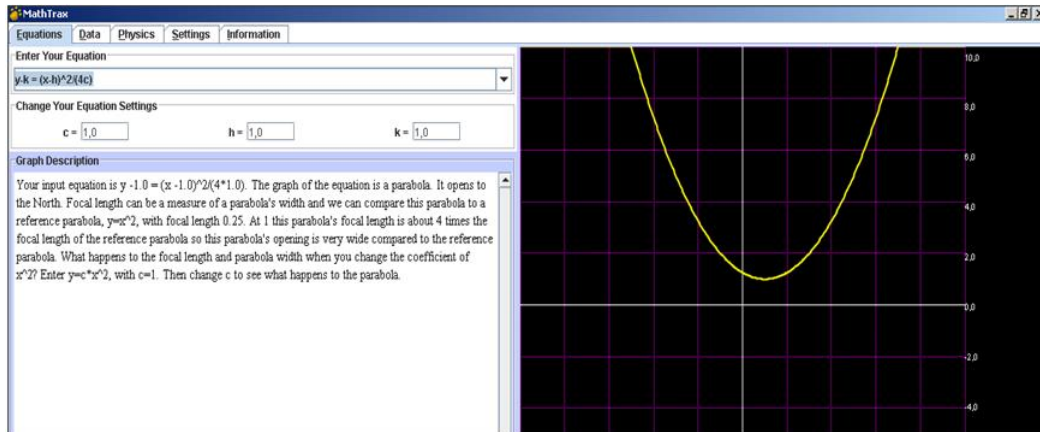 MathTrax
Equations Data Physics Settings Information
Enter Your Equation
y-k = (x-h)^2/(4c)
Change Your Equation Settings
c = 1,0 h = 1,0 k = 1,0
Graph Description
Your input equation is y -1.0 = (x -1.0)^2/(4*1.0). The graph of the equation is a parabola. It opens to
the North. Focal length can be a measure of a parabola's width and we can compare this parabola to a
reference parabola, y=x^2, with focal length 0.25. At 1 this parabola's focal length is about 4 times the
focal length of the reference parabola so this parabola's opening is very wide compared to the reference
parabola. What happens to the focal length and parabola width when you change the coefficient of
x^2? Enter y=c*x^2, with c=1. Then change c to see what happens to the parabola.
10,0
8,0
6,0
4,0
2,0
0,0
-2,0
-4,0